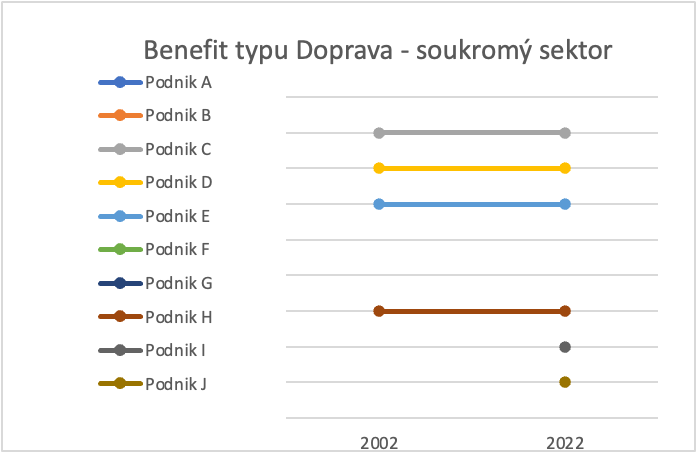 Benefit typu Doprava - soukromý sektor
Podnik A
Podnik B
Podnik C
Podnik D
Podnik E
Podnik F
Podnik G
Podnik H
Podnik I
Podnik J
2002 2022